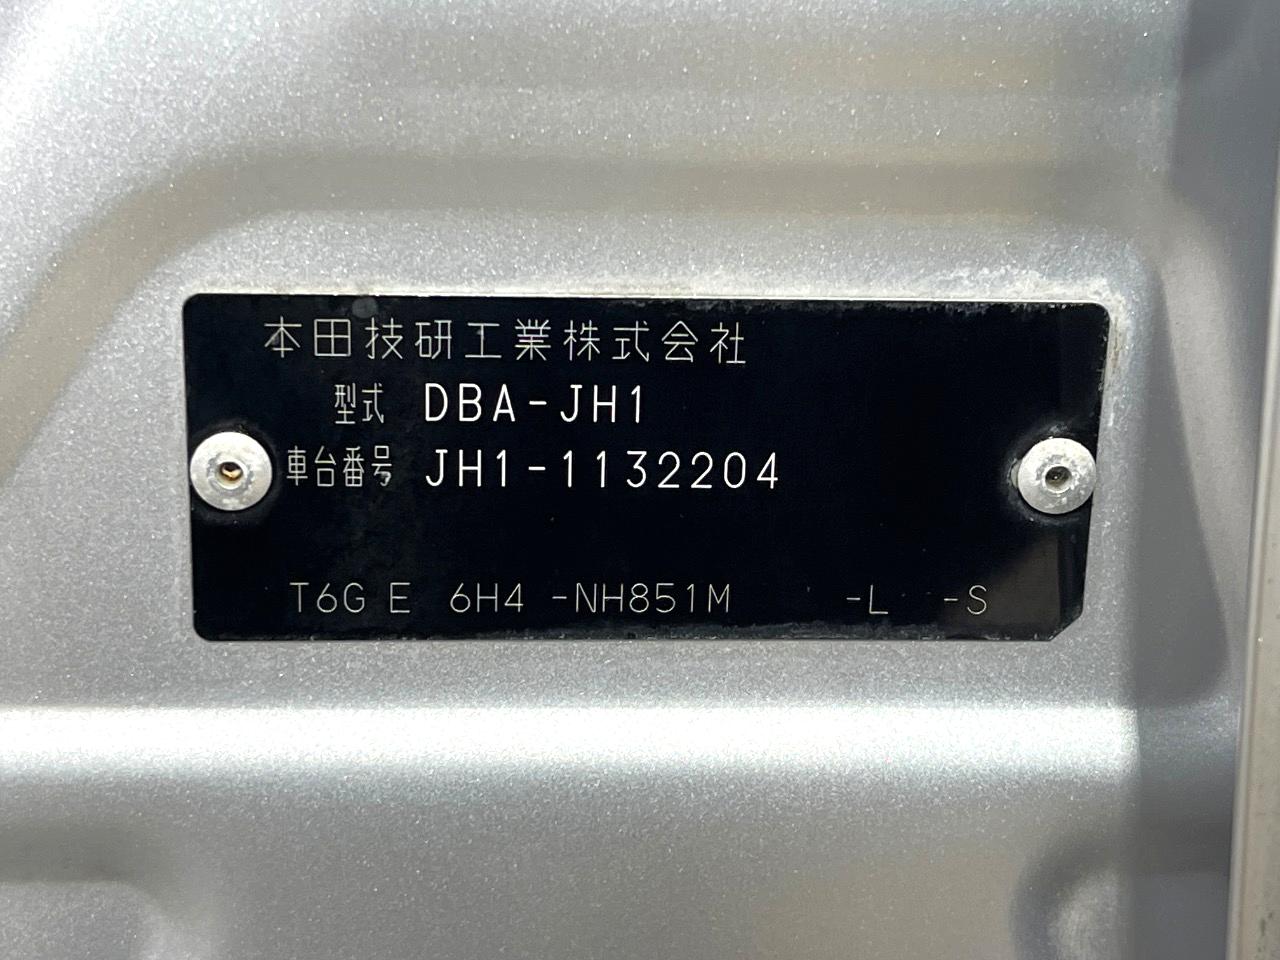 本田技研工業株式会社
型式 DBA-JH1
車台番号 JH1-1132204
T6G E 6H4 -NH851M -L -S